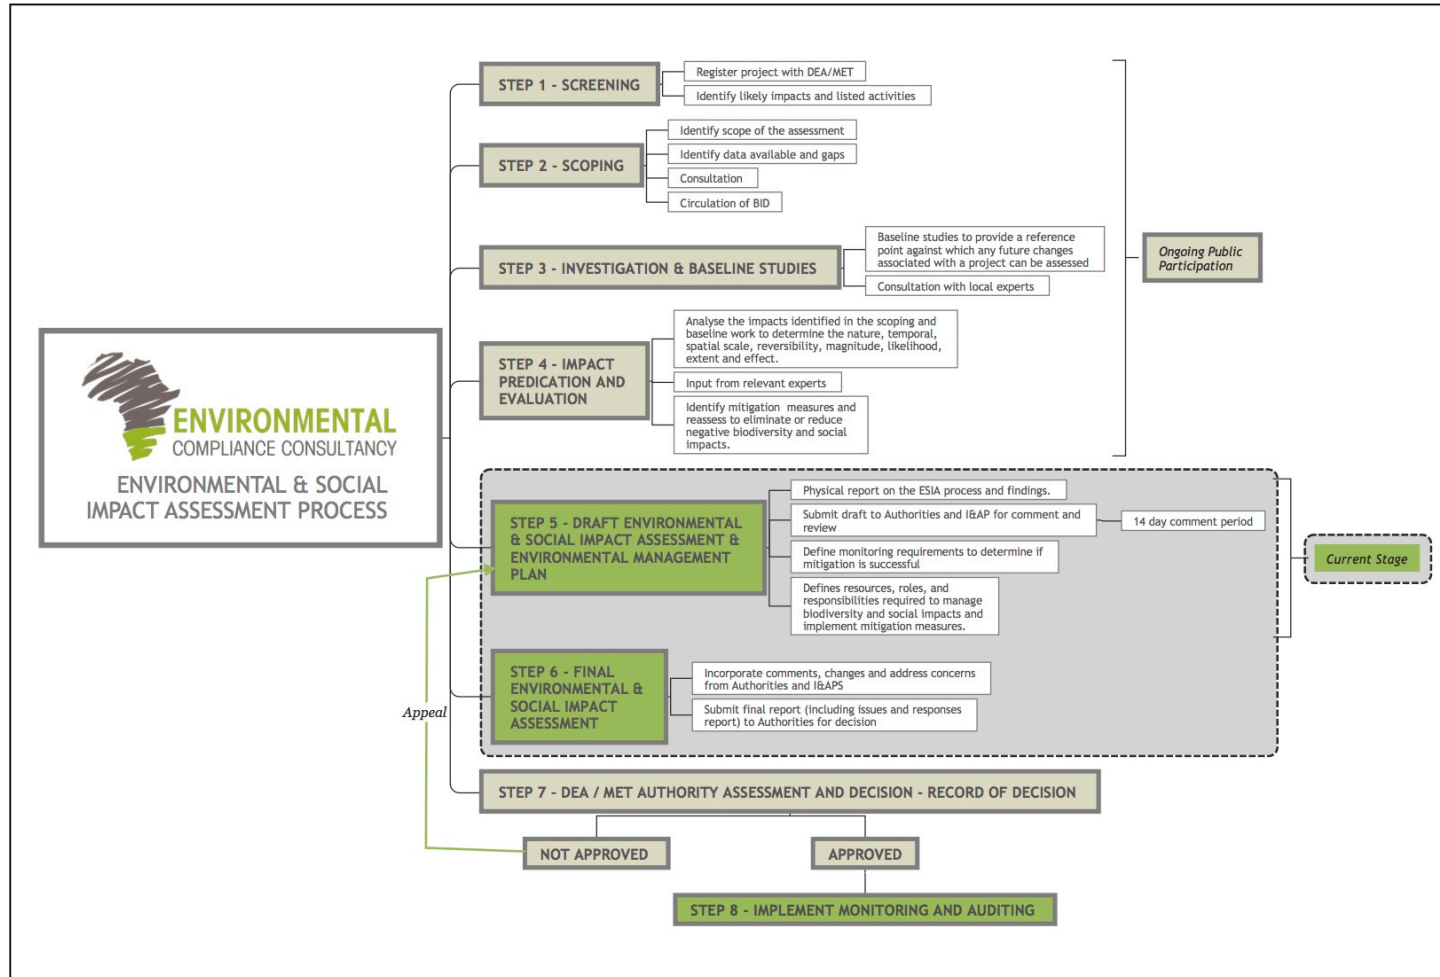 STEP 1 - SCREENING
Register project with DEA/MET
Identify likely impacts and listed activities
STEP 2 - SCOPING
Identify scope of the assessment
Identify data available and gaps
Consultation
Circulation of BID
STEP 3 - INVESTIGATION & BASELINE STUDIES
Baseline studies to provide a reference
point against which any future changes
associated with a project can be assessed
Consultation with local experts
Ongoing Public
Participation
STEP 4 - IMPACT
PREDICATION AND
EVALUATION
Analyse the impacts identified in the scoping and
baseline work to determine the nature, temporal,
spatial scale, reversibility, magnitude, likelihood,
extent and effect.
Input from relevant experts
Identify mitigation measures and
reassess to eliminate or reduce
negative biodiversity and social
impacts.
ENVIRONMENTAL
COMPLIANCE CONSULTANCY
ENVIRONMENTAL & SOCIAL
IMPACT ASSESSMENT PROCESS
STEP 5 - DRAFT ENVIRONMENTAL
& SOCIAL IMPACT ASSESSMENT &
ENVIRONMENTAL MANAGEMENT
PLAN
Physical report on the ESIA process and findings.
Submit draft to Authorities and I&AP for comment and
review
14 day comment period
Define monitoring requirements to determine if
mitigation is successful
Defines resources, roles, and
responsibilities required to manage
biodiversity and social impacts and
implement mitigation measures.
Current Stage
STEP 6 - FINAL
ENVIRONMENTAL &
SOCIAL IMPACT
ASSESSMENT
Incorporate comments, changes and address concerns
from Authorities and I&APS
Submit final report (including issues and responses
report) to Authorities for decision
Appeal
STEP 7 - DEA / MET AUTHORITY ASSESSMENT AND DECISION - RECORD OF DECISION
NOT APPROVED
APPROVED
STEP 8 - IMPLEMENT MONITORING AND AUDITING